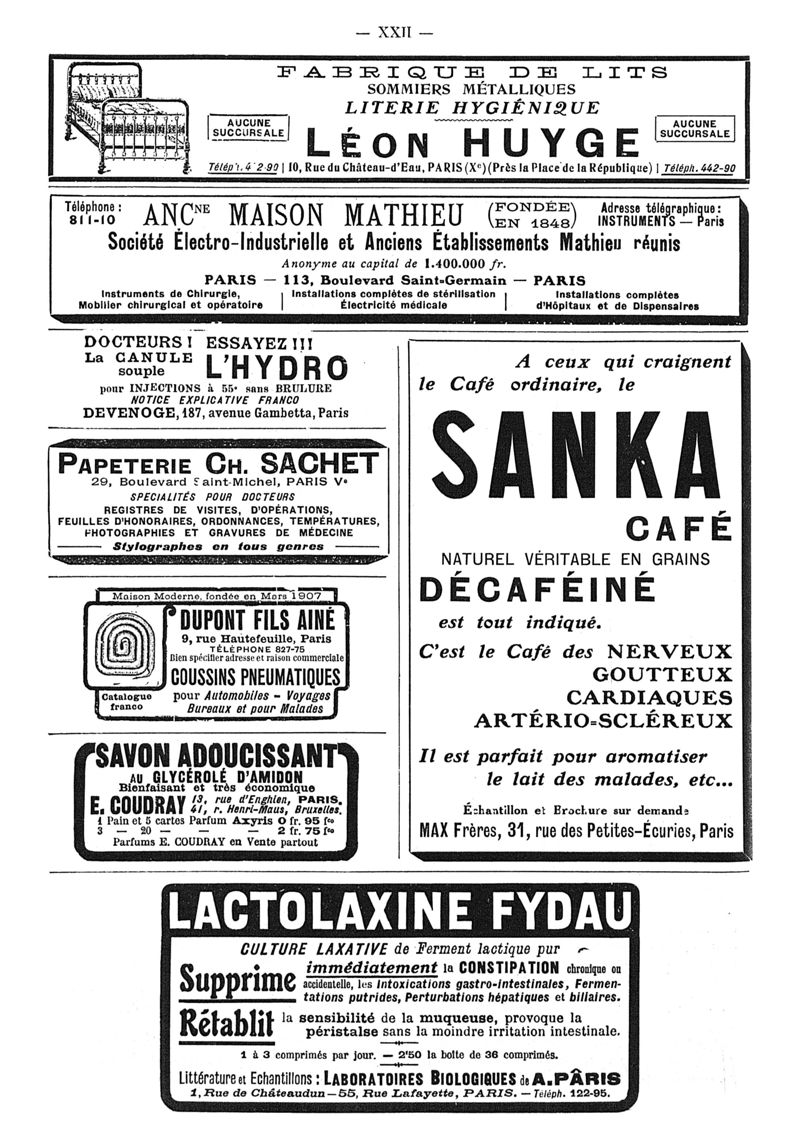 — XXII —
FABRIQUE DE LITS
SOMMIERS MÉTALLIQUES
LITERIE HYGIÉNIQUE
AUCUNE
SUCCURSALE
LÉON HUYGE
AUCUNE
SUCCURSALE
Téléph. 442-90 | 10, Rue du Château-d'Eau, PARIS (Xe) (Près la Place de la République) | Téléph. 442-90
Téléphone :
811-10
ANCNE MAISON MATHIEU
(FONDÉE
EN 1848)
Adresse télégraphique :
INSTRUMENTS — Paris
Société Électro-Industrielle et Anciens Établissements Mathieu réunis
Anonyme au capital de 1.400.000 fr.
PARIS — 113, Boulevard Saint-Germain — PARIS
Instruments de Chirurgie,
Mobilier chirurgical et opératoire
Installations complètes de stérilisation
Électricité médicale
Installations complètes
d'Hôpitaux et de Dispensaires
DOCTEURS ! ESSAYEZ !!!
La CANULE
souple
L'HYDRO
pour INJECTIONS à 55° sans BRULURE
NOTICE EXPLICATIVE FRANCO
DEVENOGE, 187, avenue Gambetta, Paris
PAPETERIE CH. SACHET
29, Boulevard Saint-Michel, PARIS Ve
SPECIALITÉS POUR DOCTEURS
REGISTRES DE VISITES, D'OPÉRATIONS,
FEUILLES D'HONORAIRES, ORDONNANCES, TEMPÉRATURES,
PHOTOGRAPHIES ET GRAVURES DE MÉDECINE
Stylographes en tous genres
Maison Moderne, fondée en Mars 1907
DUPONT FILS AINÉ
9, rue Hautefeuille, Paris
TÉLÉPHONE 827-75
Bien spécifier adresse et raison commerciale
COUSSINS PNEUMATIQUES
Catalogue
franco
pour Automobiles - Voyages
Bureaux et pour Malades
SAVON ADOUCISSANT
AU GLYCÉROLÉ D'AMIDON
Bienfaisant et très économique
E. COUDRAY
13, rue d'Enghien, PARIS.
41, r. Henri-Maus, Bruxelles.
1 Pain et 5 cartes Parfum Axyris 0 fr. 95 fco
3 — 20 — — — 2 fr. 75 fco
Parfums E. COUDRAY en Vente partout
A ceux qui craignent
le Café ordinaire, le
SANKA
CAFÉ
NATUREL VÉRITABLE EN GRAINS
DÉCAFÉINÉ
est tout indiqué.
C'est le Café des NERVEUX
GOUTTEUX
CARDIAQUES
ARTÉRIO=SCLÉREUX
Il est parfait pour aromatiser
le lait des malades, etc...
Échantillon et Brochure sur demande
MAX Frères, 31, rue des Petites-Écuries, Paris
LACTOLAXINE FYDAU
CULTURE LAXATIVE de Ferment lactique pur
Supprime
immédiatement la CONSTIPATION chronique ou
accidentelle, les Intoxications gastro-intestinales, Fermen-
tations putrides, Perturbations hépatiques et biliaires.
Rétablit
la sensibilité de la muqueuse, provoque la
péristalse sans la moindre irritation intestinale.
1 à 3 comprimés par jour. — 2'50 la boîte de 36 comprimés.
Littérature et Echantillons : LABORATOIRES BIOLOGIQUES de A. PÂRIS
1, Rue de Châteaudun — 55, Rue Lafayette, PARIS. — Téléph. 122-95.